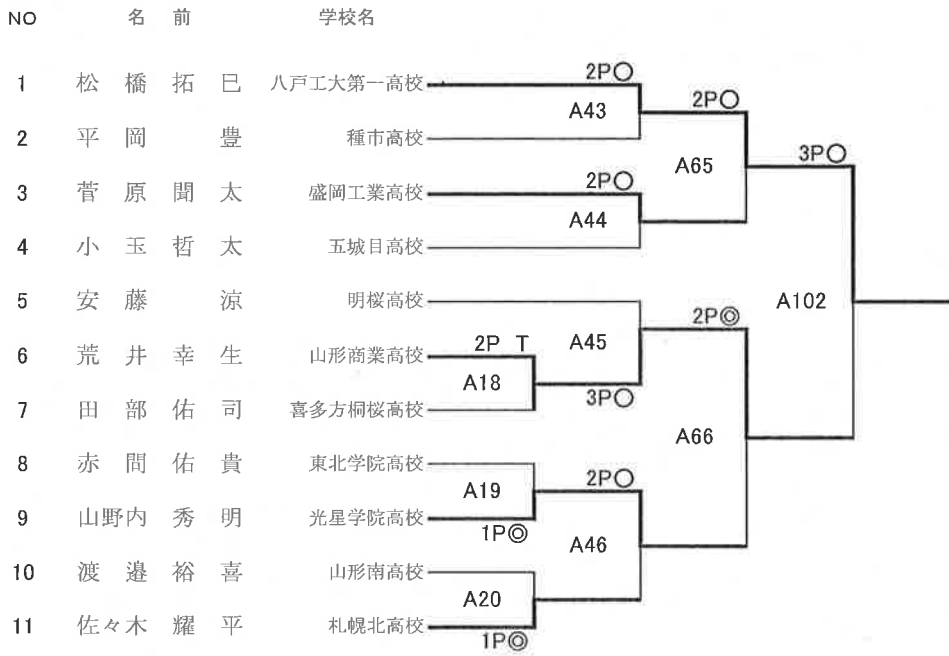 NO 名前 学校名
1 松橋拓巳 八戸工大第一高校
2 平岡豊 種市高校
3 菅原聞太 盛岡工業高校
4 小玉哲太 五城目高校
5 安藤涼 明桜高校
6 荒井幸生 山形商業高校
7 田部佑司 喜多方桐桜高校
8 赤間佑貴 東北学院高校
9 山野内秀明 光星学院高校
10 渡邉裕喜 山形南高校
11 佐々木耀平 札幌北高校
2P○
A43
2P○
A65
3P○
2P○
A44
A102
2P◎
2P T
A45
A18
3P○
A66
A19
2P○
1P◎
A46
A20
1P◎